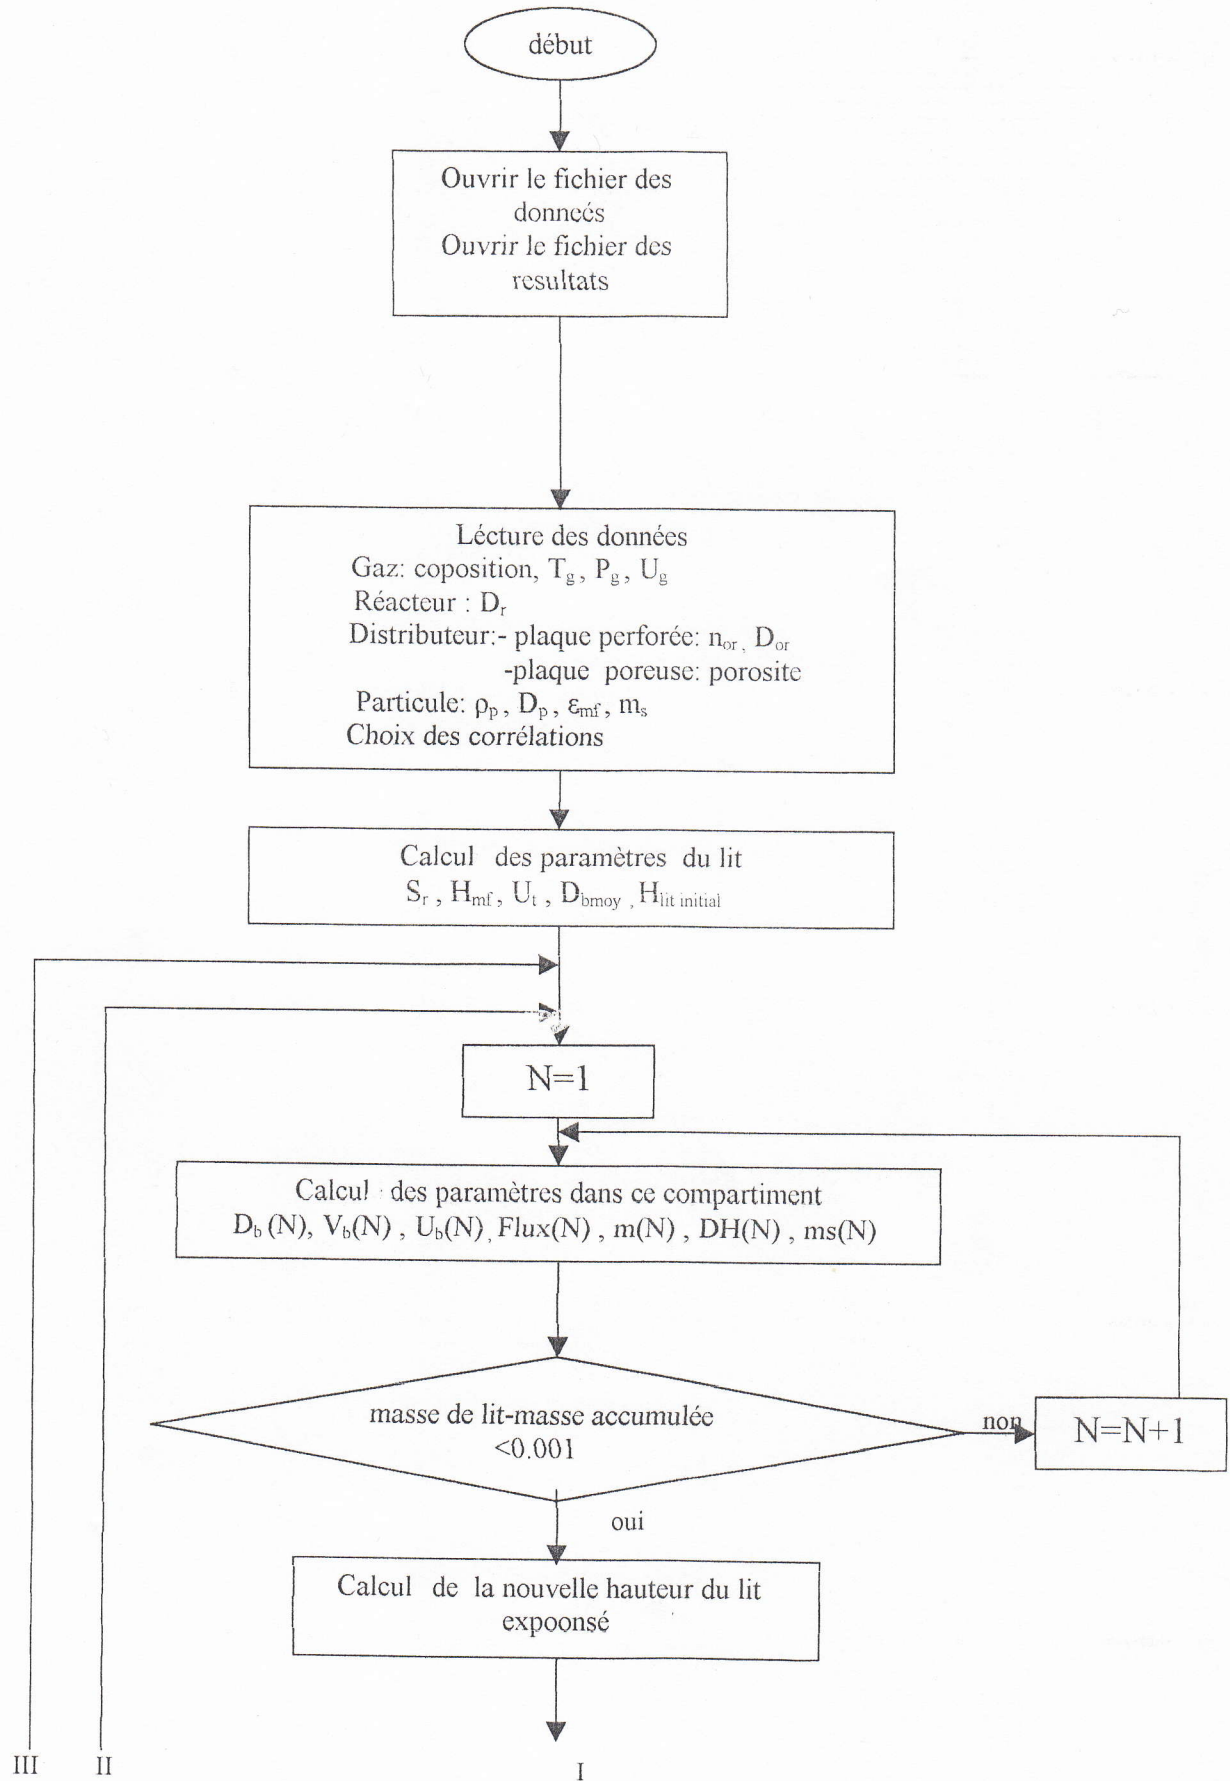 début
Ouvrir le fichier des
donneés
Ouvrir le fichier des
resultats
Lécture des données
Gaz: coposition, Tg, Pg, Ug
Réacteur : Dr
Distributeur:- plaque perforée: nor, Dor
-plaque poreuse: porosite
Particule: ρp, Dp, εmf, ms
Choix des corrélations
Calcul des paramètres du lit
Sr, Hmf, Ut, Dbmoy, Hlit initial
N=1
Calcul des paramètres dans ce compartiment
Db(N), Vb(N), Ub(N), Flux(N), m(N), DH(N), ms(N)
masse de lit-masse accumulée
<0.001
non
N=N+1
oui
Calcul de la nouvelle hauteur du lit
expoonsé
III
II
I